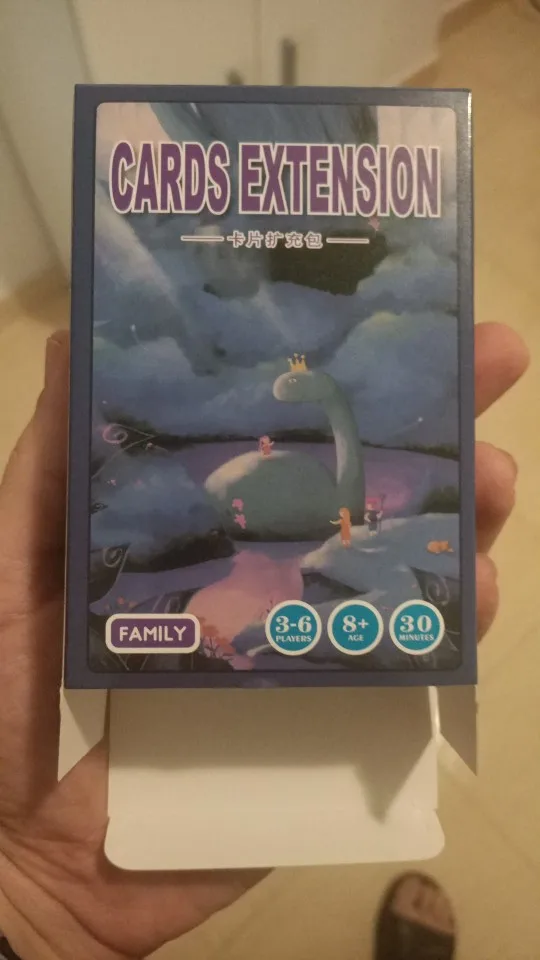 CARDS EXTENSION
卡片扩充包
FAMILY
3-6
PLAYERS
8+
AGE
30
MINUTES